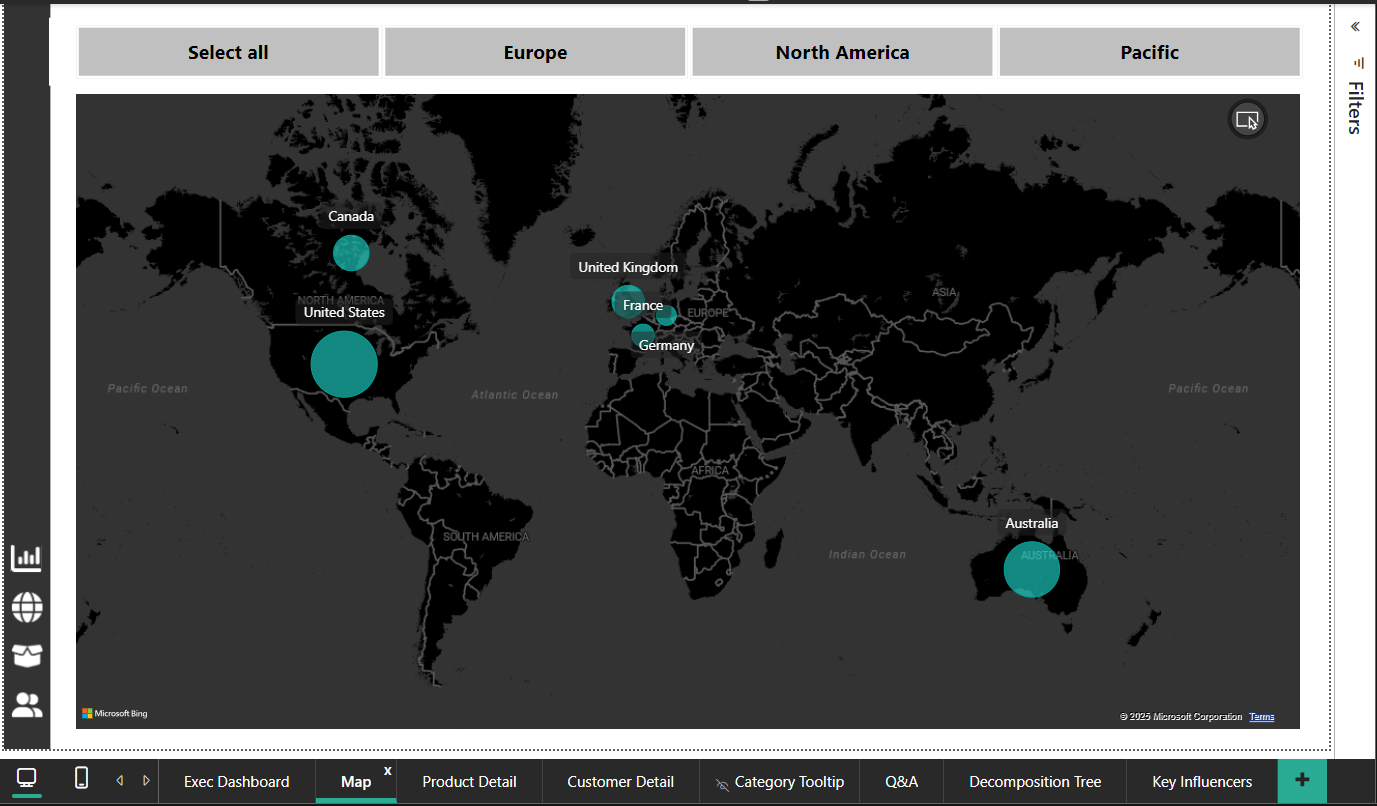 Select all
Europe
North America
Pacific
Filters
Canada
NORTH AMERICA
United States
United Kingdom
France
EUROPE
Germany
ASIA
Pacific Ocean
Atlantic Ocean
Pacific Ocean
AFRICA
SOUTH AMERICA
Indian Ocean
Australia
AUSTRALIA
Microsoft Bing
© 2025 Microsoft Corporation Terms
Exec Dashboard
Map
x
Product Detail
Customer Detail
Category Tooltip
Q&A
Decomposition Tree
Key Influencers
+